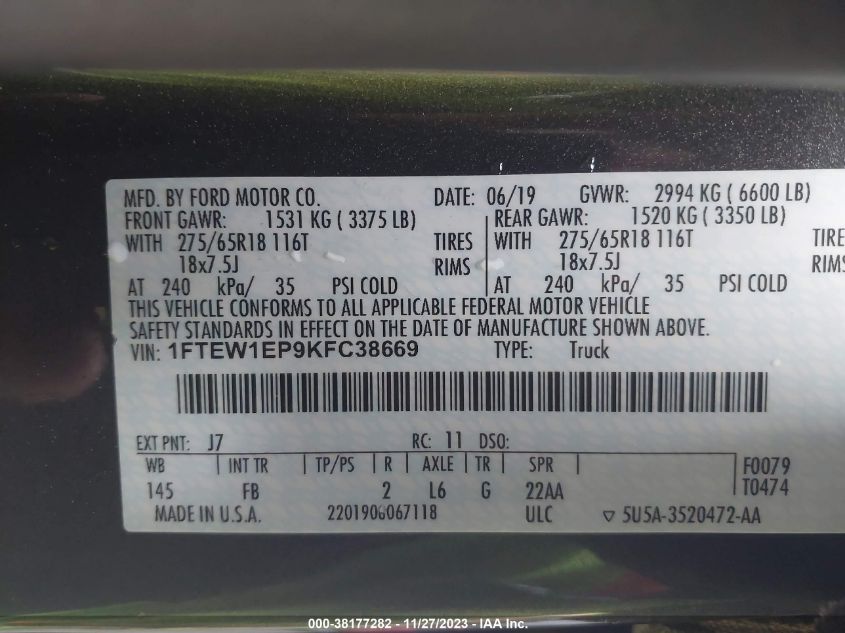 MFD. BY FORD MOTOR CO. DATE: 06/19 GVWR: 2994 KG ( 6600 LB)
FRONT GAWR: 1531 KG ( 3375 LB) REAR GAWR: 1520 KG ( 3350 LB)
WITH 275/65R18 116T TIRES WITH 275/65R18 116T TIRE
18x7.5J RIMS 18x7.5J RIMS
AT 240 kPa/ 35 PSI COLD AT 240 kPa/ 35 PSI COLD
THIS VEHICLE CONFORMS TO ALL APPLICABLE FEDERAL MOTOR VEHICLE
SAFETY STANDARDS IN EFFECT ON THE DATE OF MANUFACTURE SHOWN ABOVE.
VIN: 1FTEW1EP9KFC38669 TYPE: Truck
EXT PNT: J7 RC: 11 DSO:
WB INT TR TP/PS R AXLE TR SPR F0079
145 FB 2 L6 G 22AA T0474
MADE IN U.S.A. 2201906067118 ULC ▽ 5U5A-3520472-AA
000-38177282 - 11/27/2023 - IAA Inc.